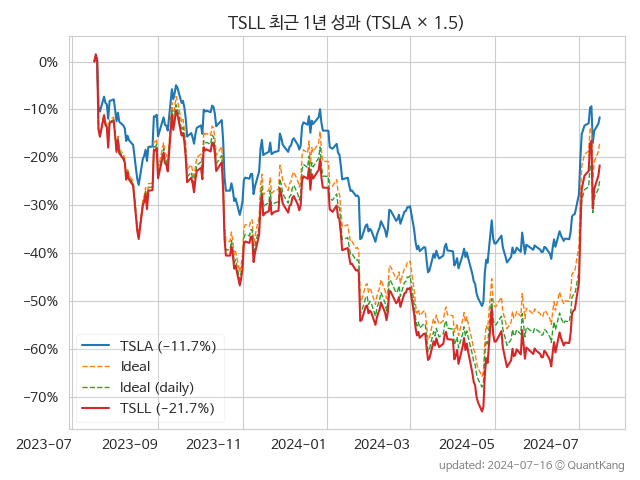 TSLL 최근 1년 성과 (TSLA × 1.5)
0%
−10%
−20%
−30%
−40%
−50%
−60%
−70%
TSLA (−11.7%)
Ideal
Ideal (daily)
TSLL (−21.7%)
2023-07 2023-09 2023-11 2024-01 2024-03 2024-05 2024-07
updated: 2024-07-16 © QuantKang